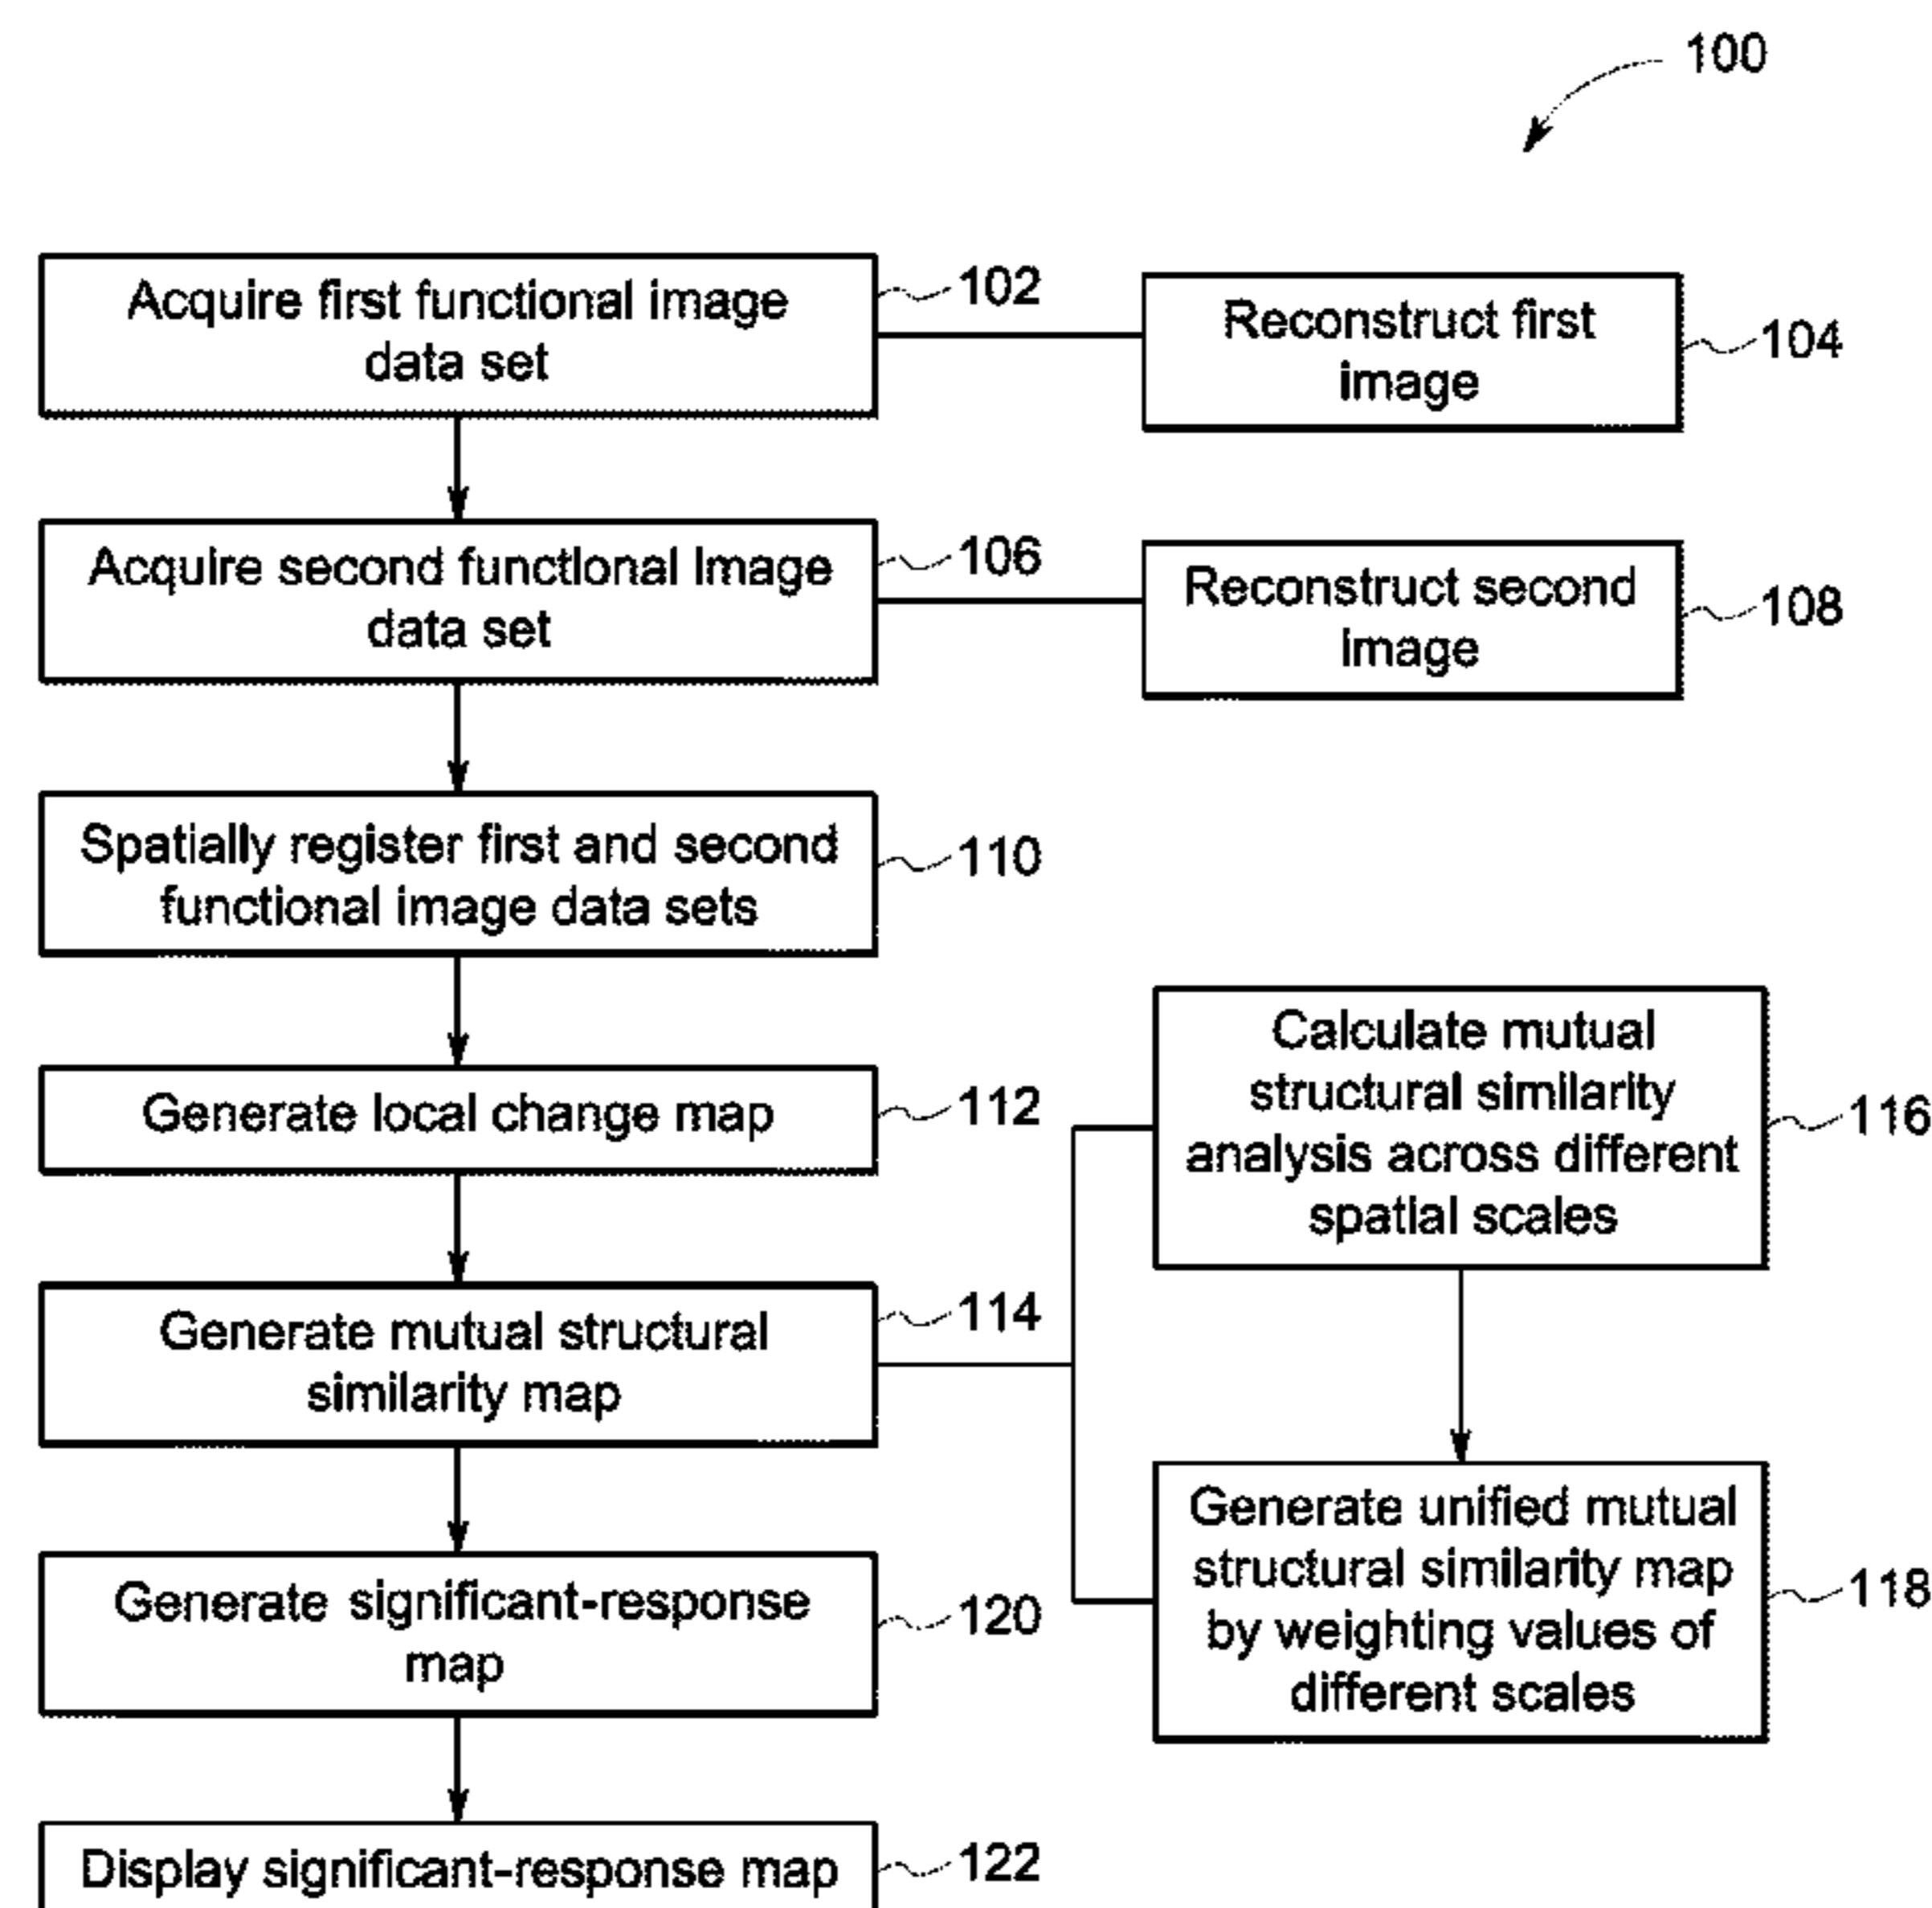 100
Acquire first functional image
data set
102
Reconstruct first
image
104
Acquire second functional Image
data set
106
Reconstruct second
Image
108
Spatially register first and second
functional image data sets
110
Generate local change map
112
Generate mutual structural
similarity map
114
Calculate mutual
structural similarity
analysis across different
spatial scales
116
Generate unified mutual
structural similarity map
by weighting values of
different scales
118
Generate significant-response
map
120
Display significant-response map
122